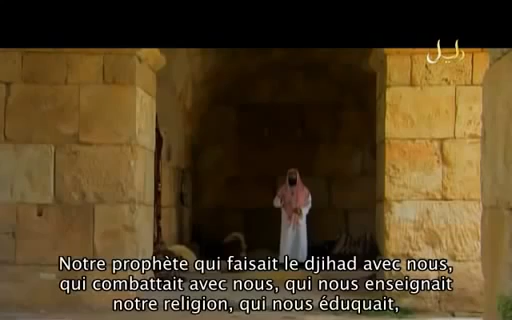 دليل
Notre prophète qui faisait le djihad avec nous,
qui combattait avec nous, qui nous enseignait
notre religion, qui nous éduquait,